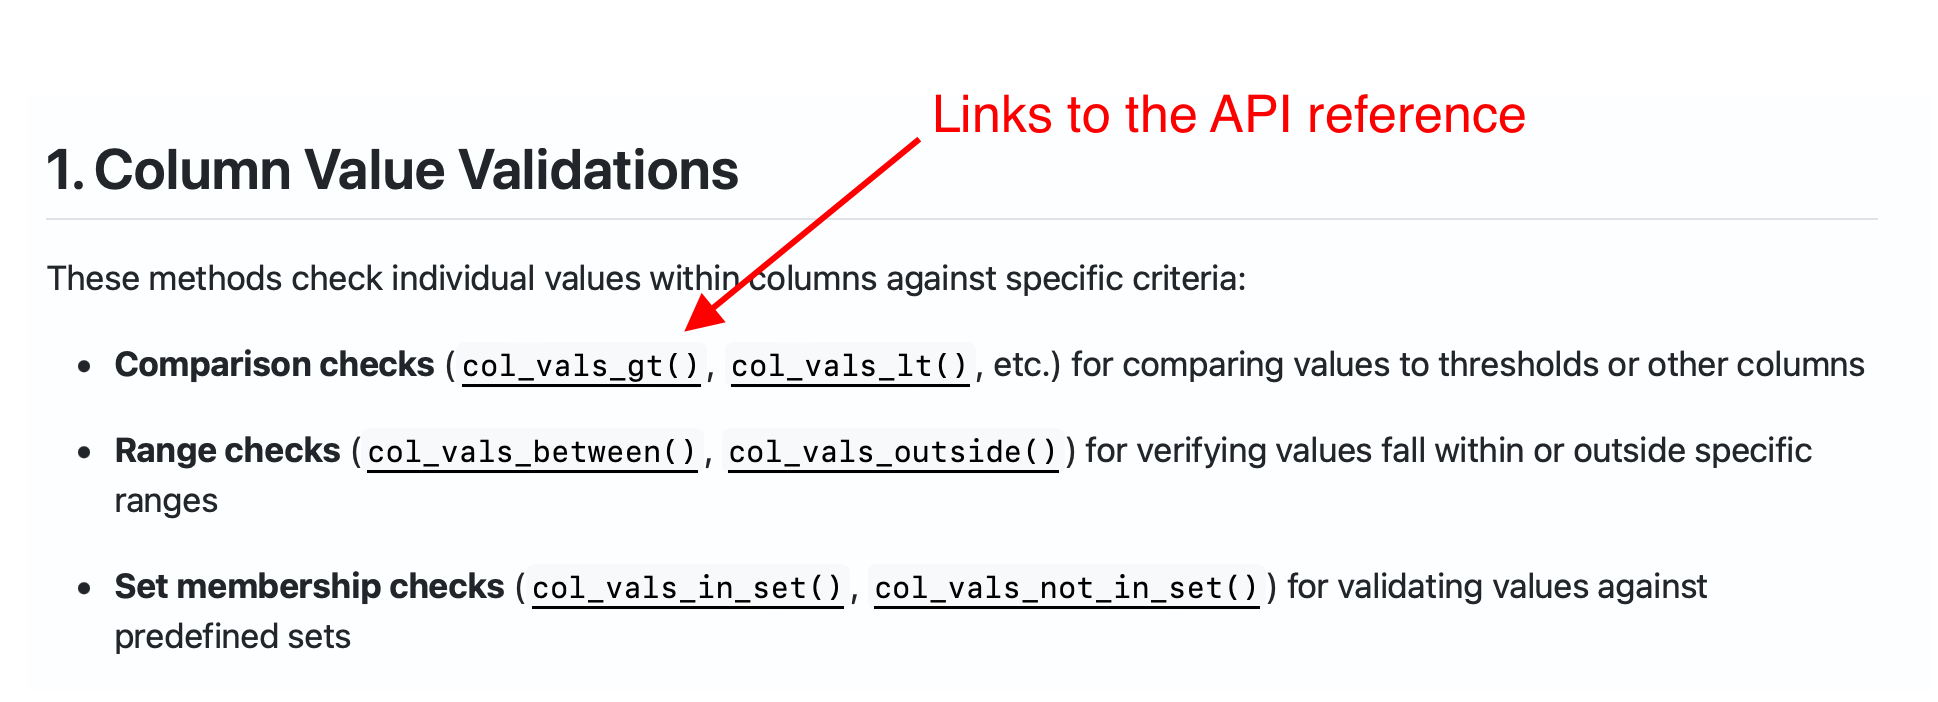 Links to the API reference
1. Column Value Validations
These methods check individual values within columns against specific criteria:
• Comparison checks (col_vals_gt(), col_vals_lt(), etc.) for comparing values to thresholds or other columns
• Range checks (col_vals_between(), col_vals_outside()) for verifying values fall within or outside specific
ranges
• Set membership checks (col_vals_in_set(), col_vals_not_in_set()) for validating values against
predefined sets